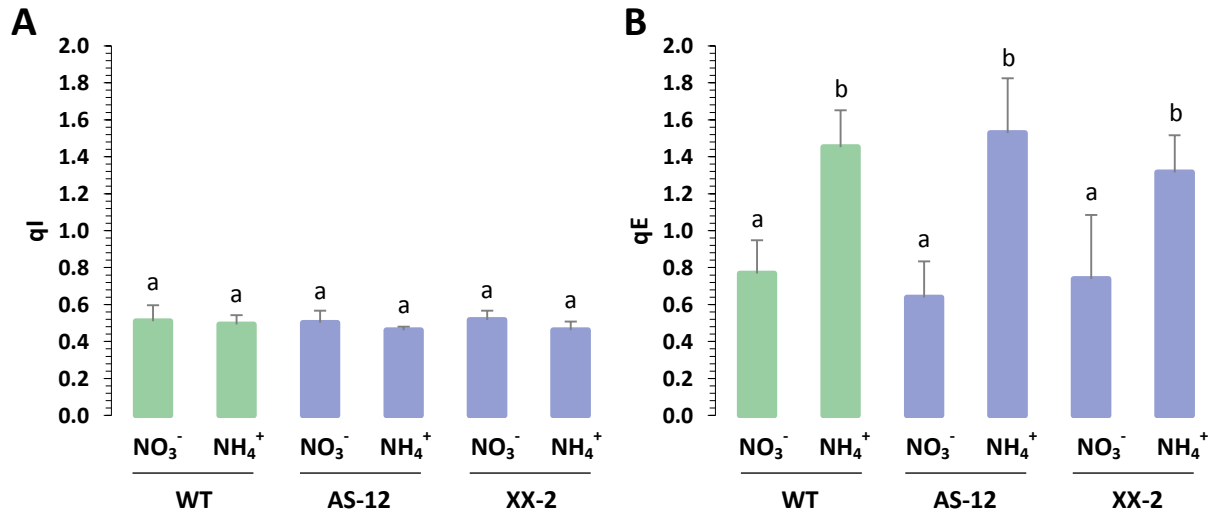 A
2.0
1.8
1.6
1.4
1.2
1.0
0.8
0.6
0.4
0.2
0.0
qI
a a a a a a
NO₃⁻ NH₄⁺ NO₃⁻ NH₄⁺ NO₃⁻ NH₄⁺
WT AS-12 XX-2
B
2.0
1.8
1.6
1.4
1.2
1.0
0.8
0.6
0.4
0.2
0.0
qE
a b a b a b
NO₃⁻ NH₄⁺ NO₃⁻ NH₄⁺ NO₃⁻ NH₄⁺
WT AS-12 XX-2